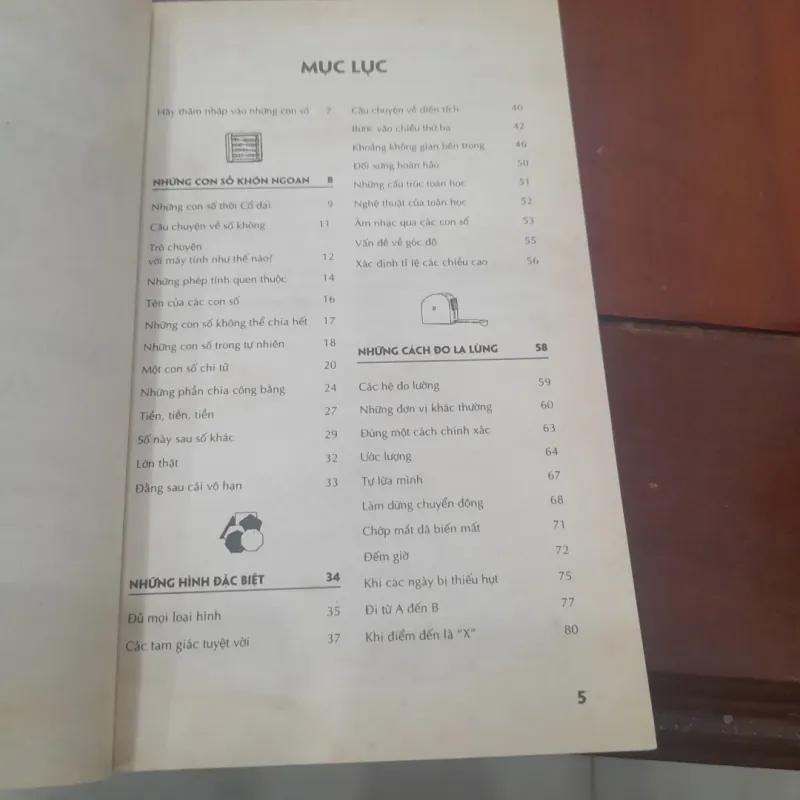 MỤC LỤC
Hãy thâm nhập vào những con số 7
NHỮNG CON SỐ KHÔN NGOAN 8
Những con số thời Cổ đại 9
Câu chuyện về số không 11
Trò chuyện
với máy tính như thế nào? 12
Những phép tính quen thuộc 14
Tên của các con số 16
Những con số không thể chia hết 17
Những con số trong tự nhiên 18
Một con số chi tử 20
Những phần chia công bằng 24
Tiền, tiền, tiền 27
Số này sau số khác 29
Lớn thật 32
Đằng sau cái vô hạn 33
NHỮNG HÌNH ĐẶC BIỆT 34
Đủ mọi loại hình 35
Các tam giác tuyệt vời 37
Câu chuyện về diện tích 40
Bước vào chiều thứ ba 42
Khoảng không gian bên trong 46
Đối xứng hoàn hảo 50
Những cấu trúc toán học 51
Nghệ thuật của toán học 52
Âm nhạc qua các con số 53
Vấn đề về góc độ 55
Xác định tỉ lệ các chiều cao 56
NHỮNG CÁCH ĐO LẠ LÙNG 58
Các hệ đo lường 59
Những đơn vị khác thường 60
Đúng một cách chính xác 63
Ước lượng 64
Tự lừa mình 67
Làm dừng chuyển động 68
Chớp mắt đã biến mất 71
Đếm giờ 72
Khi các ngày bị thiếu hụt 75
Đi từ A đến B 77
Khi điểm đến là "X" 80
5